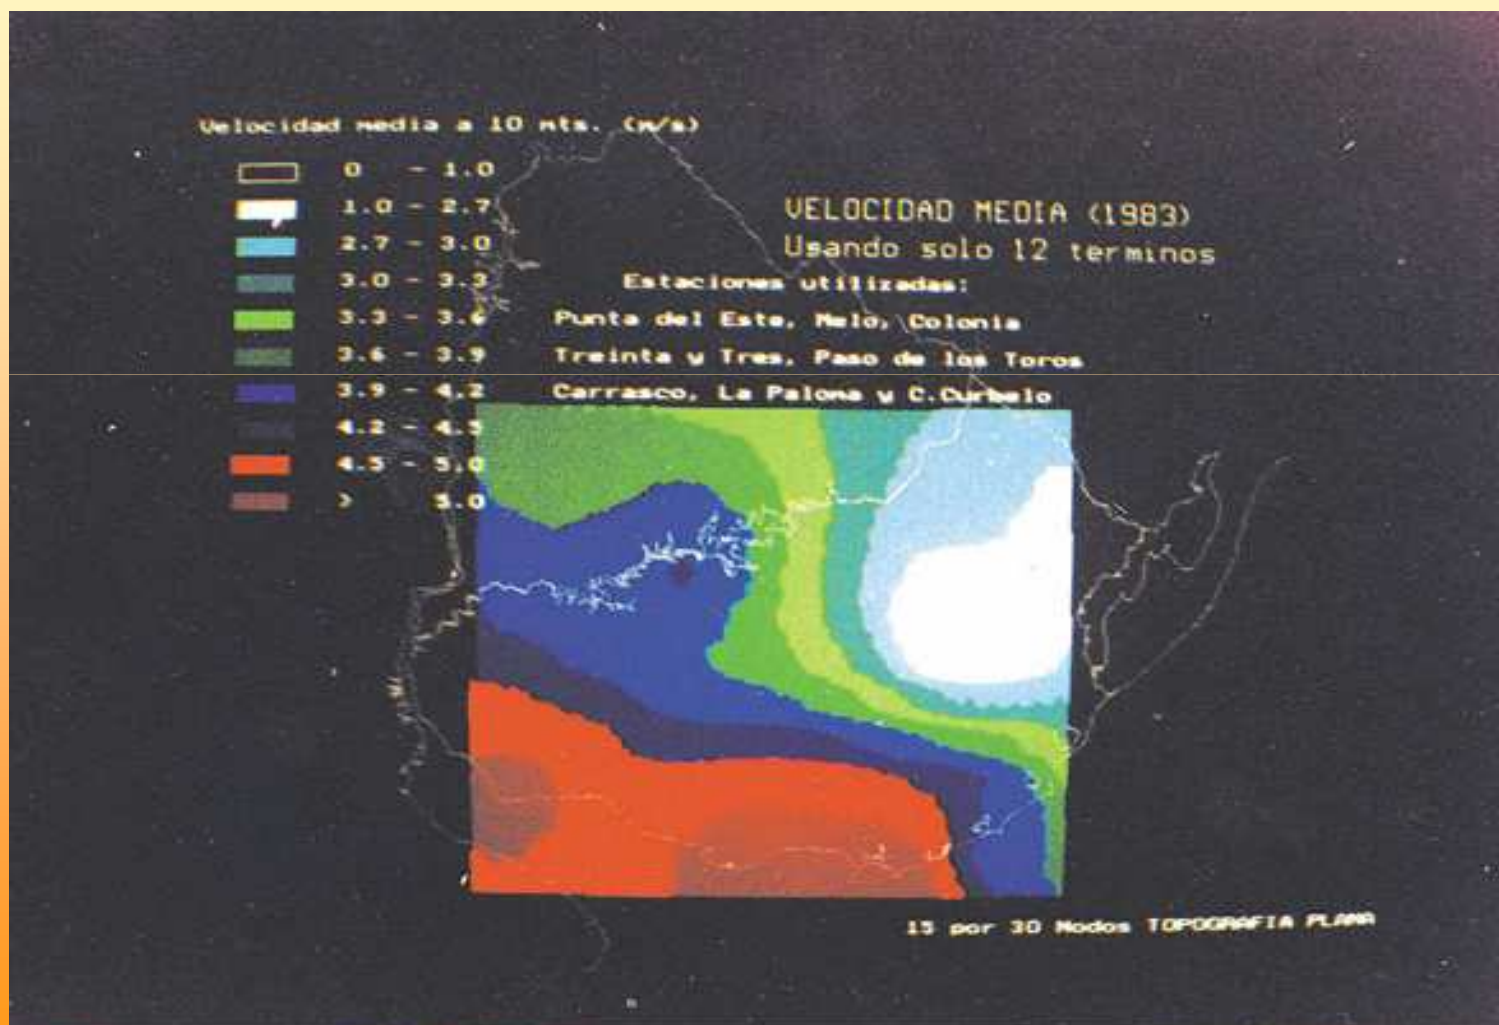 Velocidad media a 10 mts. (m/s)
0 - 1.0
1.0 - 2.7
2.7 - 3.0
3.0 - 3.3
3.3 - 3.6
3.6 - 3.9
3.9 - 4.2
4.2 - 4.5
4.5 - 5.0
> 5.0
VELOCIDAD MEDIA (1983)
Usando solo 12 terminos
Estaciones utilizadas:
Punta del Este, Melo, Colonia
Treinta y Tres, Paso de los Toros
Carrasco, La Paloma y C.Curbelo
15 por 30 Nodos TOPOGRAFIA PLANA